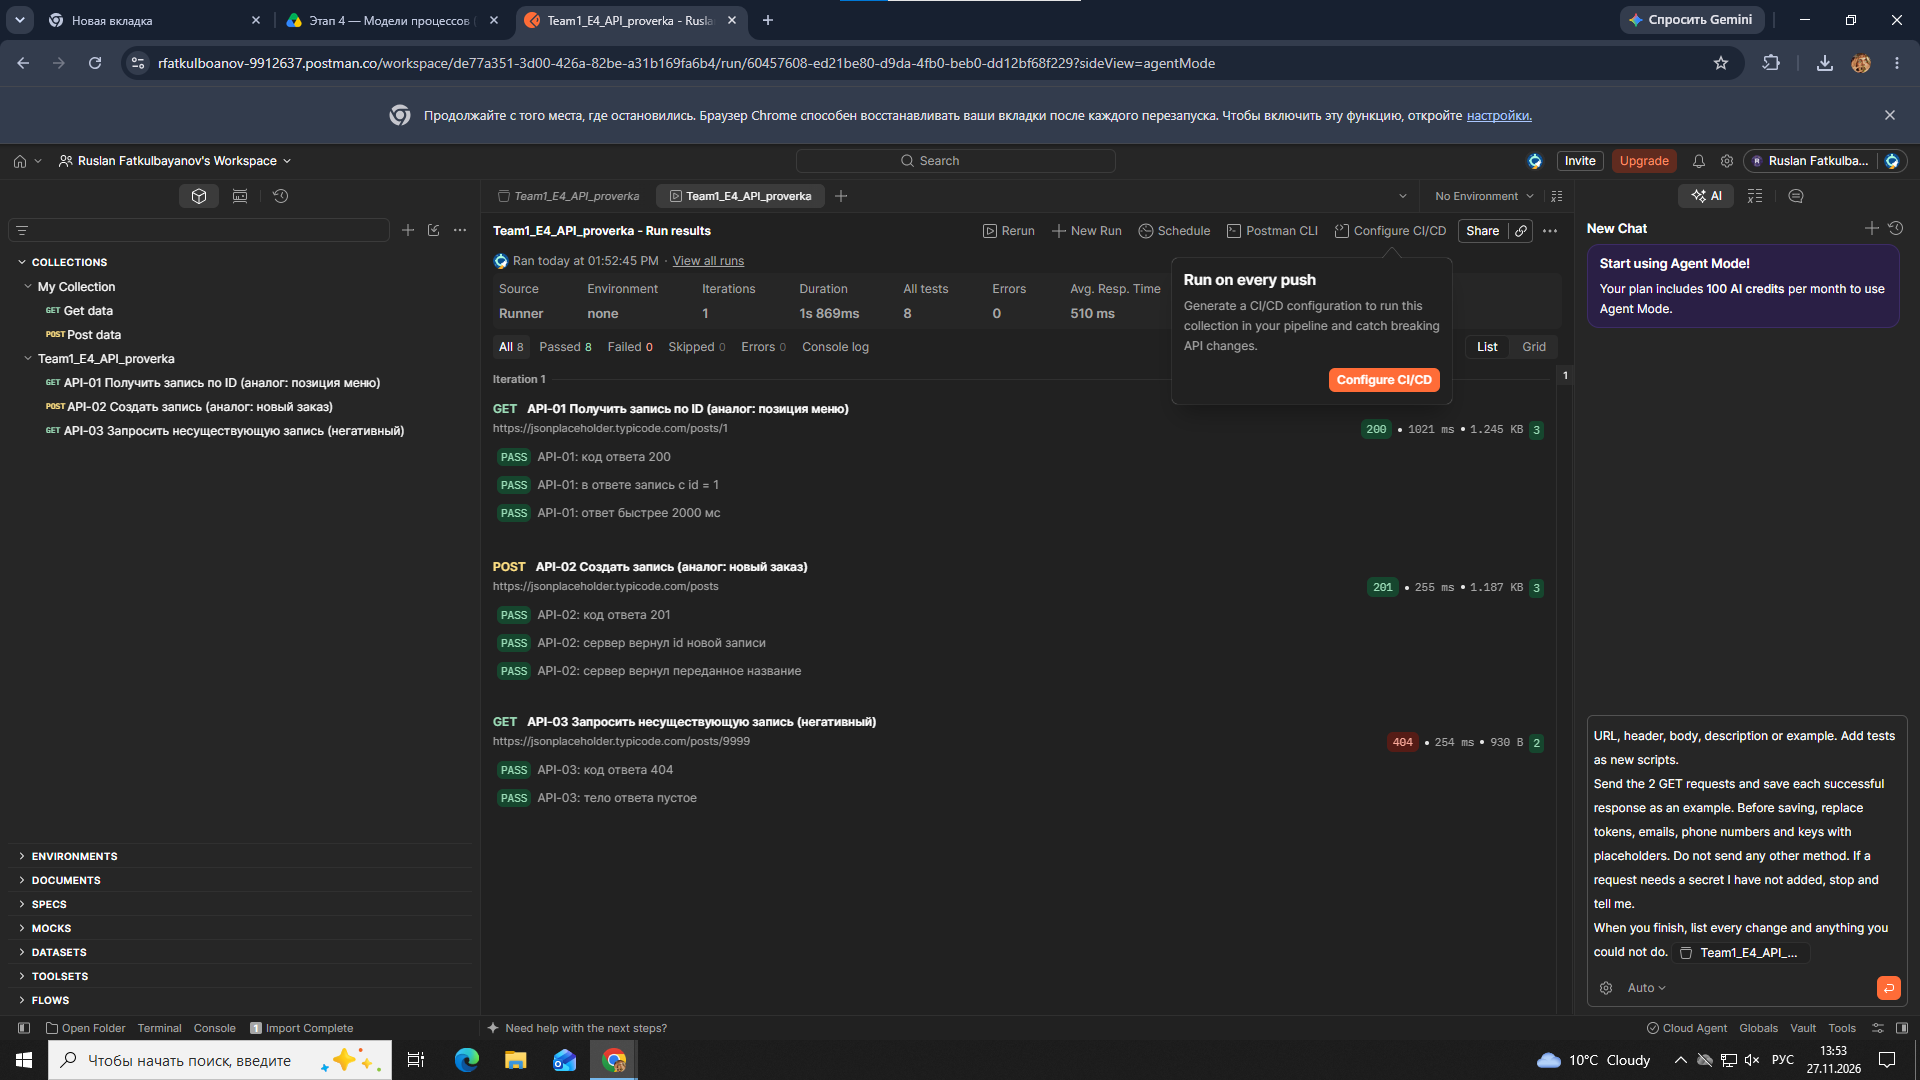 Новая вкладка
Этап 4 — Модели процессов (
Team1_E4_API_proverka - Rusla
Спросить Gemini
rfatkulboanov-9912637.postman.co/workspace/de77a351-3d00-426a-82be-a31b169fa6b4/run/60457608-ed21be80-d9da-4fb0-beb0-dd12bf68f229?sideView=agentMode
Продолжайте с того места, где остановились. Браузер Chrome способен восстанавливать ваши вкладки после каждого перезапуска. Чтобы включить эту функцию, откройте настройки.
Ruslan Fatkulbayanov's Workspace
Search
Invite
Upgrade
R Ruslan Fatkulba...
Team1_E4_API_proverka
Team1_E4_API_proverka
No Environment
AI
Team1_E4_API_proverka - Run results
Rerun
New Run
Schedule
Postman CLI
Configure CI/CD
Share
New Chat
Ran today at 01:52:45 PM · View all runs
Source Environment Iterations Duration All tests Errors Avg. Resp. Time
Runner none 1 1s 869ms 8 0 510 ms
Run on every push
Generate a CI/CD configuration to run this
collection in your pipeline and catch breaking
API changes.
Configure CI/CD
All 8 Passed 8 Failed 0 Skipped 0 Errors 0 Console log
List Grid
Iteration 1
1
GET API-01 Получить запись по ID (аналог: позиция меню)
https://jsonplaceholder.typicode.com/posts/1
200 • 1021 ms • 1.245 KB 3
PASS API-01: код ответа 200
PASS API-01: в ответе запись с id = 1
PASS API-01: ответ быстрее 2000 мс
POST API-02 Создать запись (аналог: новый заказ)
https://jsonplaceholder.typicode.com/posts
201 • 255 ms • 1.187 KB 3
PASS API-02: код ответа 201
PASS API-02: сервер вернул id новой записи
PASS API-02: сервер вернул переданное название
GET API-03 Запросить несуществующую запись (негативный)
https://jsonplaceholder.typicode.com/posts/9999
404 • 254 ms • 930 B 2
PASS API-03: код ответа 404
PASS API-03: тело ответа пустое
COLLECTIONS
My Collection
GET Get data
POST Post data
Team1_E4_API_proverka
GET API-01 Получить запись по ID (аналог: позиция меню)
POST API-02 Создать запись (аналог: новый заказ)
GET API-03 Запросить несуществующую запись (негативный)
ENVIRONMENTS
DOCUMENTS
SPECS
MOCKS
DATASETS
TOOLSETS
FLOWS
Start using Agent Mode!
Your plan includes 100 AI credits per month to use
Agent Mode.
URL, header, body, description or example. Add tests
as new scripts.
Send the 2 GET requests and save each successful
response as an example. Before saving, replace
tokens, emails, phone numbers and keys with
placeholders. Do not send any other method. If a
request needs a secret I have not added, stop and
tell me.
When you finish, list every change and anything you
could not do. Team1_E4_API_...
Auto
Open Folder Terminal Console 1 Import Complete
Need help with the next steps?
Cloud Agent Globals Vault Tools
Чтобы начать поиск, введите
10°C Cloudy
РУС
13:53
27.11.2026